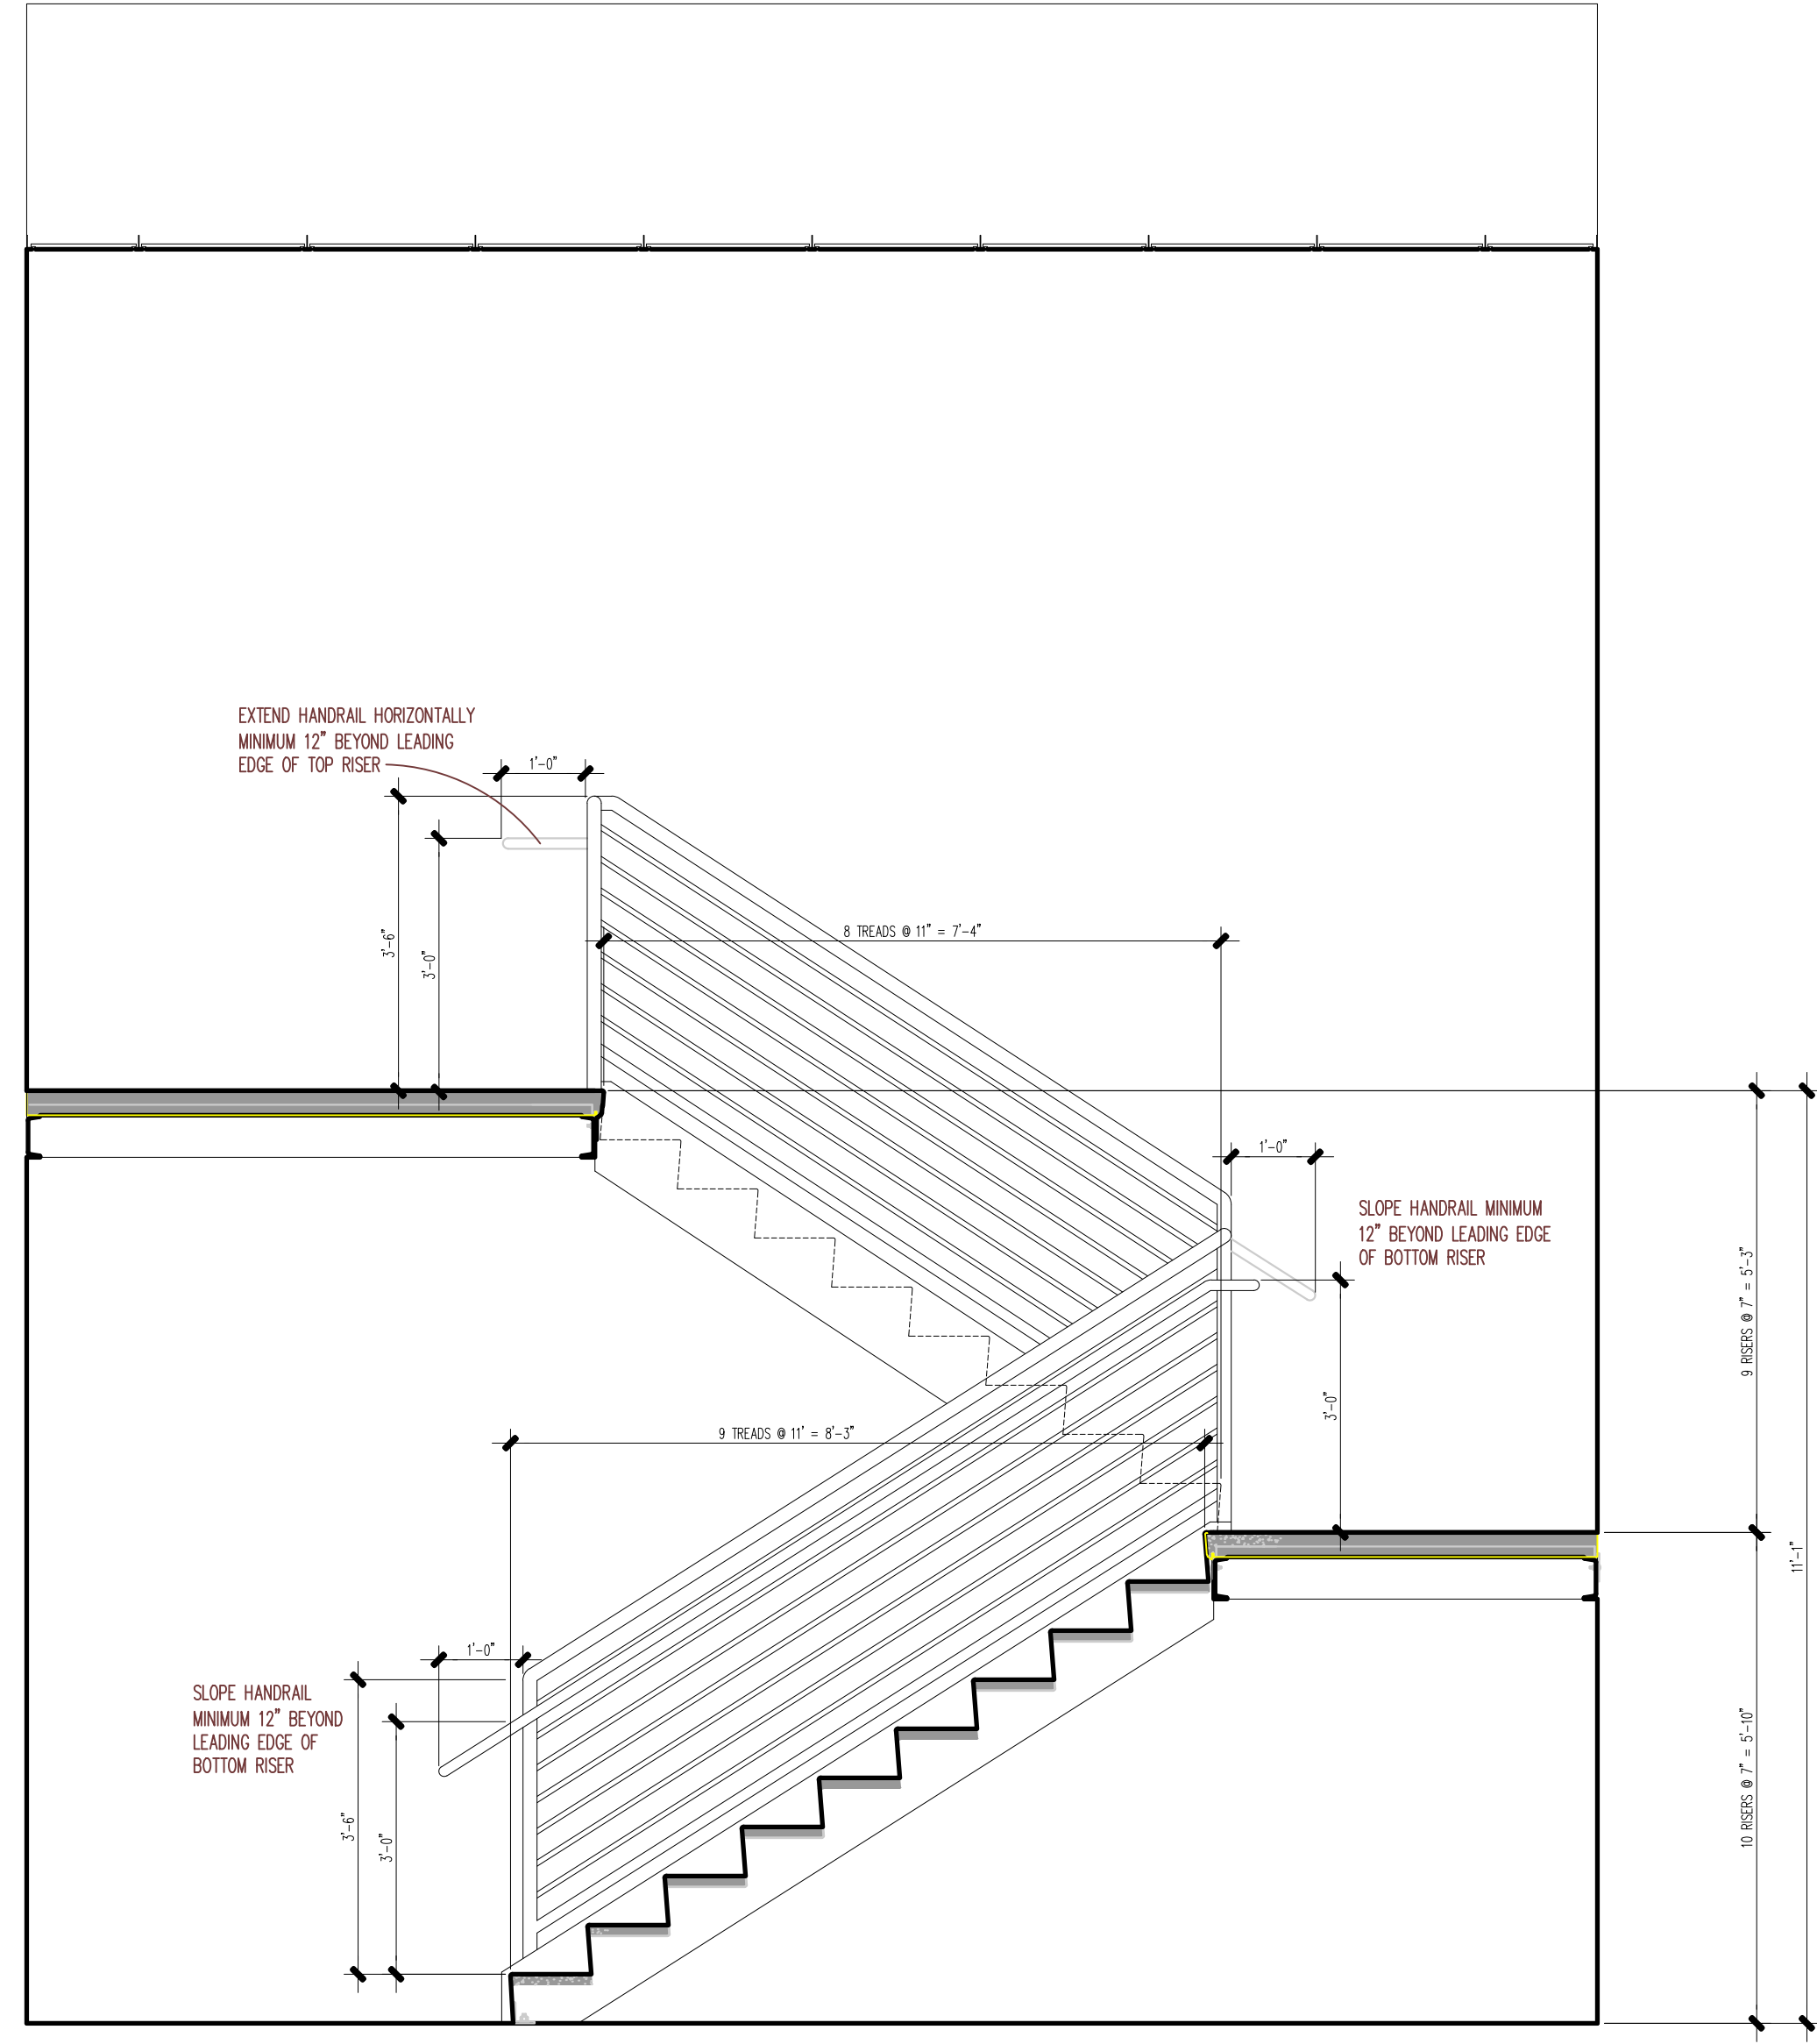 EXTEND HANDRAIL HORIZONTALLY
MINIMUM 12" BEYOND LEADING
EDGE OF TOP RISER
1'-0"
3'-6"
3'-0"
8 TREADS @ 11" = 7'-4"
1'-0"
SLOPE HANDRAIL MINIMUM
12" BEYOND LEADING EDGE
OF BOTTOM RISER
9 RISERS @ 7" = 5'-3"
3'-0"
9 TREADS @ 11' = 8'-3"
11'-1"
1'-0"
SLOPE HANDRAIL
MINIMUM 12" BEYOND
LEADING EDGE OF
BOTTOM RISER
3'-6"
3'-0"
10 RISERS @ 7" = 5'-10"